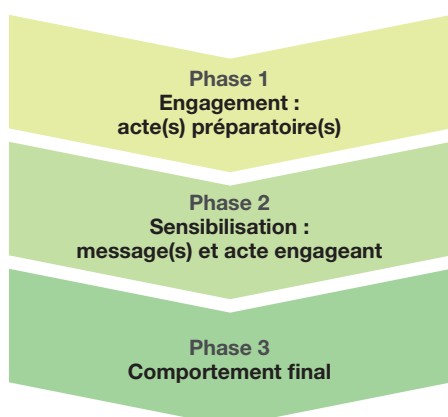 Phase 1
Engagement :
acte(s) préparatoire(s)
Phase 2
Sensibilisation :
message(s) et acte engageant
Phase 3
Comportement final